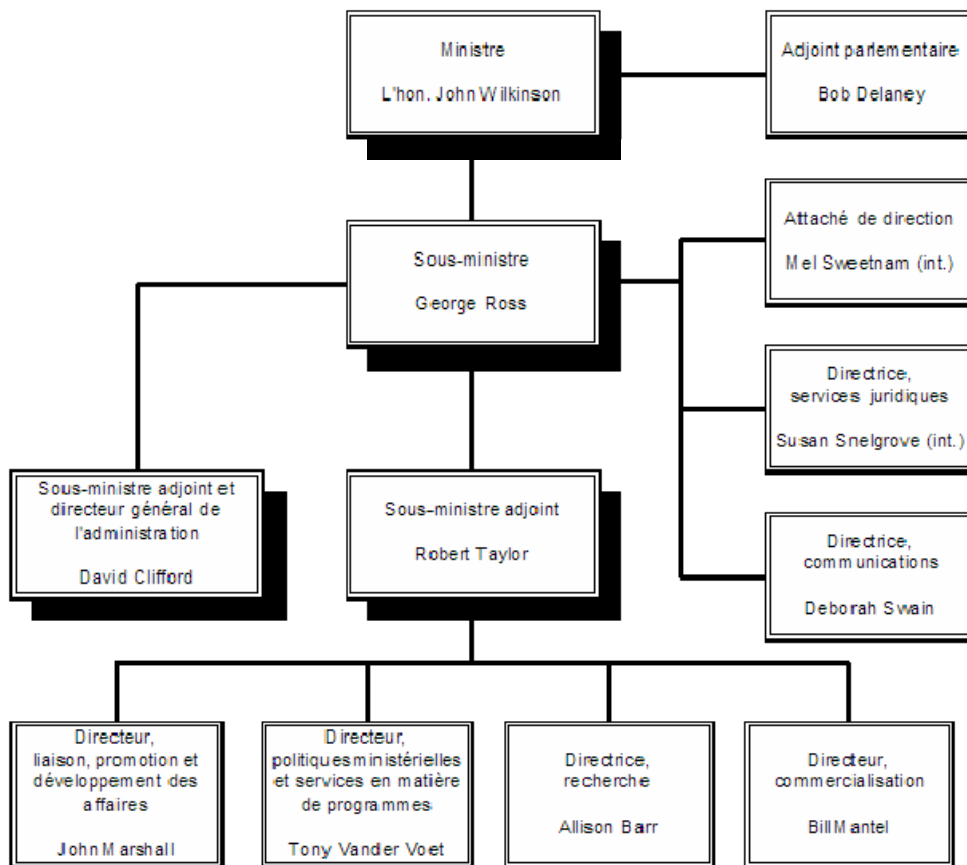 Ministre
L'hon. John Wilkinson
Adjoint parlementaire
Bob Delaney
Sous-ministre
George Ross
Attaché de direction
Mel Sweetnam (int.)
Directrice,
services juridiques
Susan Snelgrove (int.)
Directrice,
communications
Deborah Swain
Sous-ministre adjoint et
directeur général de
l'administration
David Clifford
Sous-ministre adjoint
Robert Taylor
Directeur,
liaison, promotion et
développement des
affaires
John Marshall
Directeur,
politiques ministérielles
et services en matière
de programmes
Tony Vander Voet
Directrice,
recherche
Allison Barr
Directeur,
commercialisation
Bill Mantel